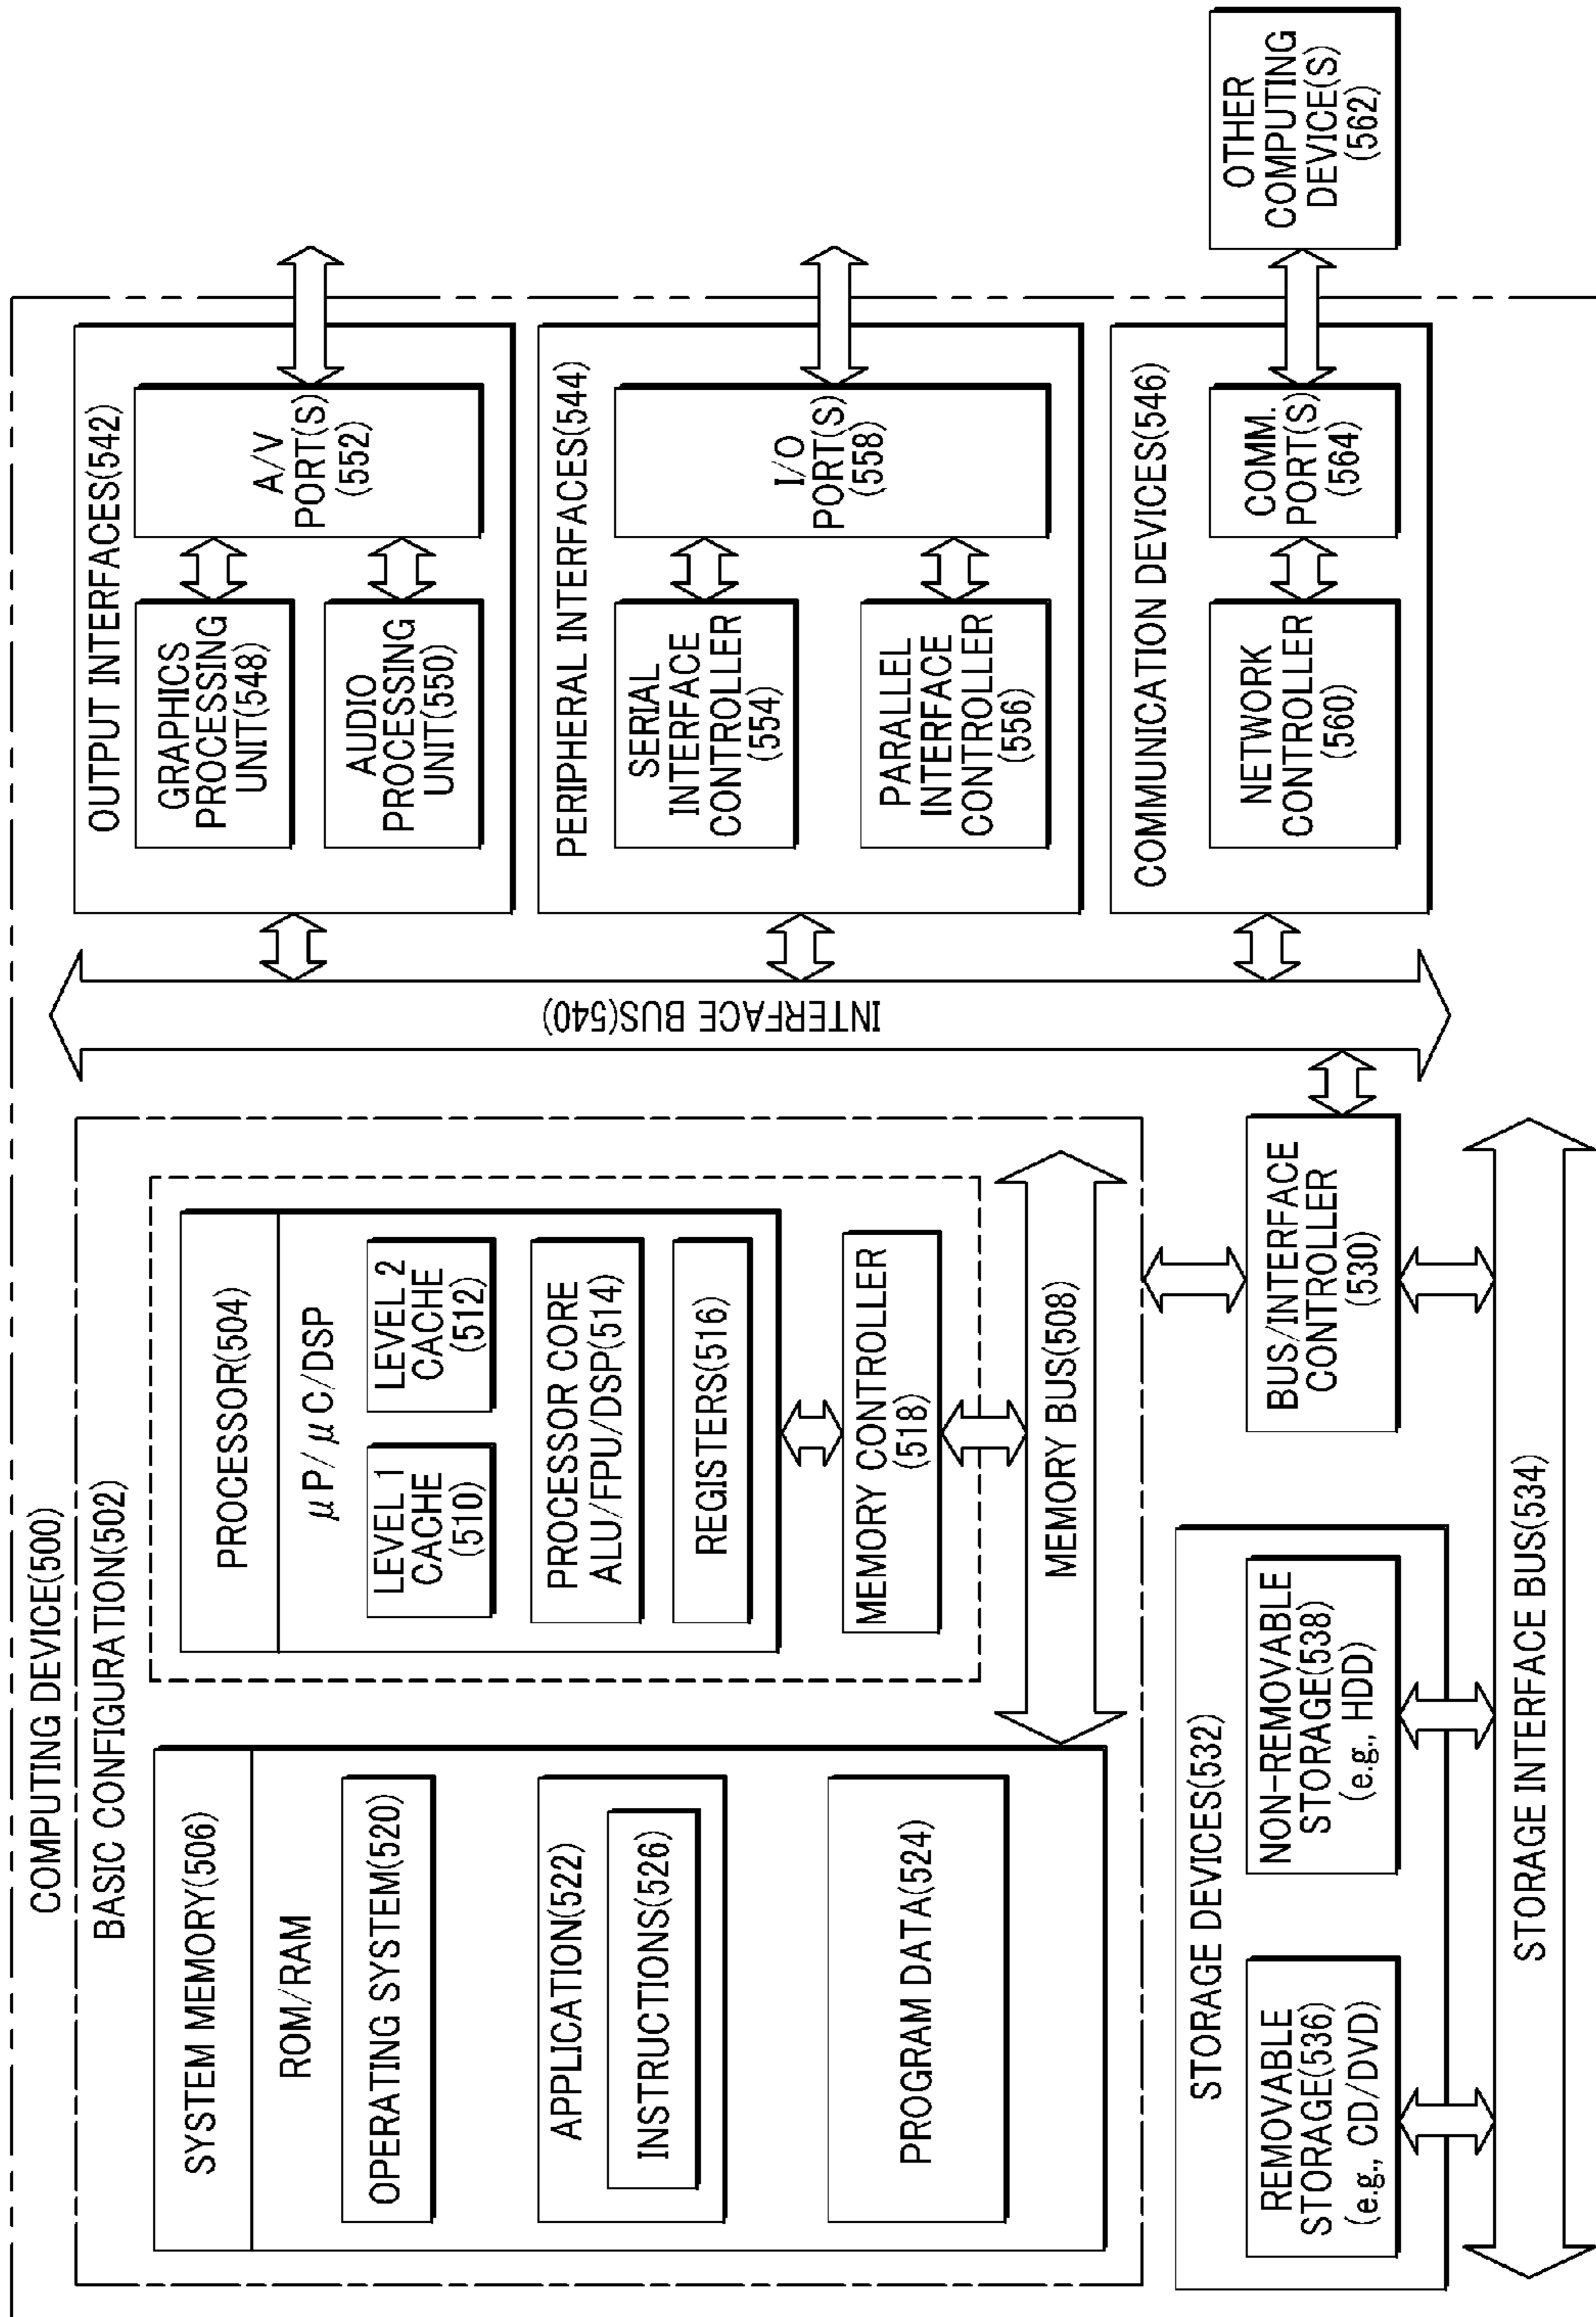 COMPUTING DEVICE(500)
BASIC CONFIGURATION(502)
SYSTEM MEMORY(506)
ROM/RAM
OPERATING SYSTEM(520)
APPLICATION(522)
INSTRUCTIONS(526)
PROGRAM DATA(524)
PROCESSOR(504)
μP/μC/DSP
LEVEL 1
CACHE
(510)
LEVEL 2
CACHE
(512)
PROCESSOR CORE
ALU/FPU/DSP(514)
REGISTERS(516)
MEMORY CONTROLLER
(518)
MEMORY BUS(508)
BUS/INTERFACE
CONTROLLER
(530)
STORAGE DEVICES(532)
REMOVABLE
STORAGE(536)
(e.g., CD/DVD)
NON-REMOVABLE
STORAGE(538)
(e.g., HDD)
STORAGE INTERFACE BUS(534)
INTERFACE BUS(540)
OUTPUT INTERFACES(542)
GRAPHICS
PROCESSING
UNIT(548)
AUDIO
PROCESSING
UNIT(550)
A/V
PORT(S)
(552)
PERIPHERAL INTERFACES(544)
SERIAL
INTERFACE
CONTROLLER
(554)
PARALLEL
INTERFACE
CONTROLLER
(556)
I/O
PORT(S)
(558)
COMMUNICATION DEVICES(546)
NETWORK
CONTROLLER
(560)
COMM.
PORT(S)
(564)
OTHER
COMPUTING
DEVICE(S)
(562)